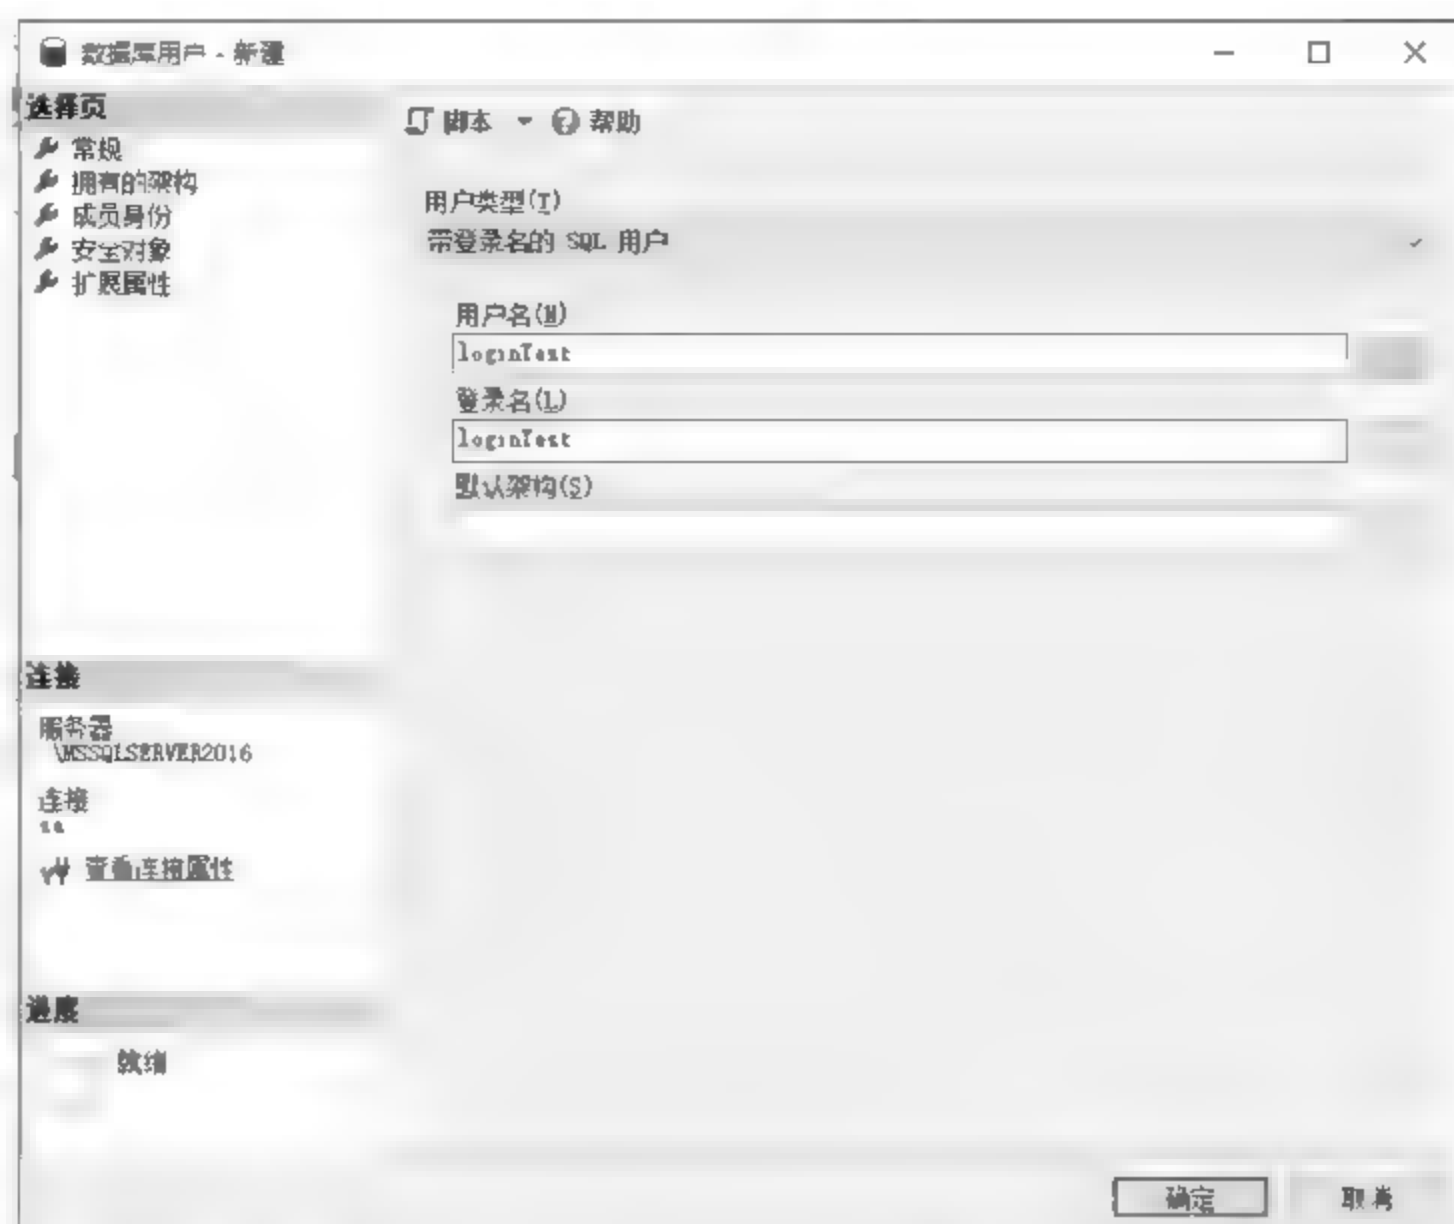 数据库用户 - 新建
选择页
常规
拥有的架构
成员身份
安全对象
扩展属性
脚本 帮助
用户类型(T)
带登录名的 SQL 用户
用户名(N)
loginTest
登录名(L)
loginTest
默认架构(S)
连接
服务器
\MSSQLSERVER2016
连接
sa
查看连接属性
进度
就绪
确定 取消